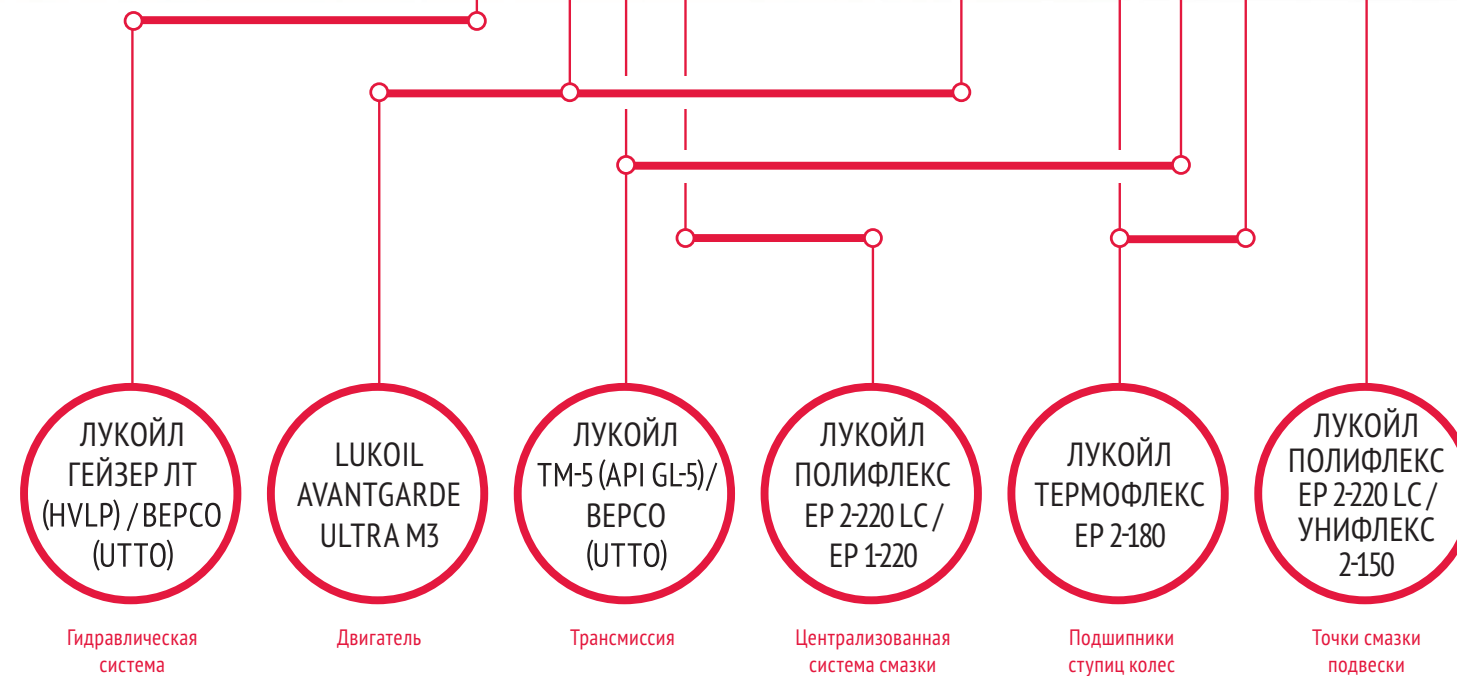 ЛУКОЙЛ
ГЕЙЗЕР ЛТ
(HVLP) / ВЕРСО
(UTTO)
LUKOIL
AVANTGARDE
ULTRA M3
ЛУКОЙЛ
ТМ-5 (API GL-5)/
ВЕРСО
(UTTO)
ЛУКОЙЛ
ПОЛИФЛЕКС
EP 2-220 LC /
EP 1-220
ЛУКОЙЛ
ТЕРМОФЛЕКС
EP 2-180
ЛУКОЙЛ
ПОЛИФЛЕКС
EP 2-220 LC /
УНИФЛЕКС
2-150
Гидравлическая
система
Двигатель
Трансмиссия
Централизованная
система смазки
Подшипники
ступиц колес
Точки смазки
подвески